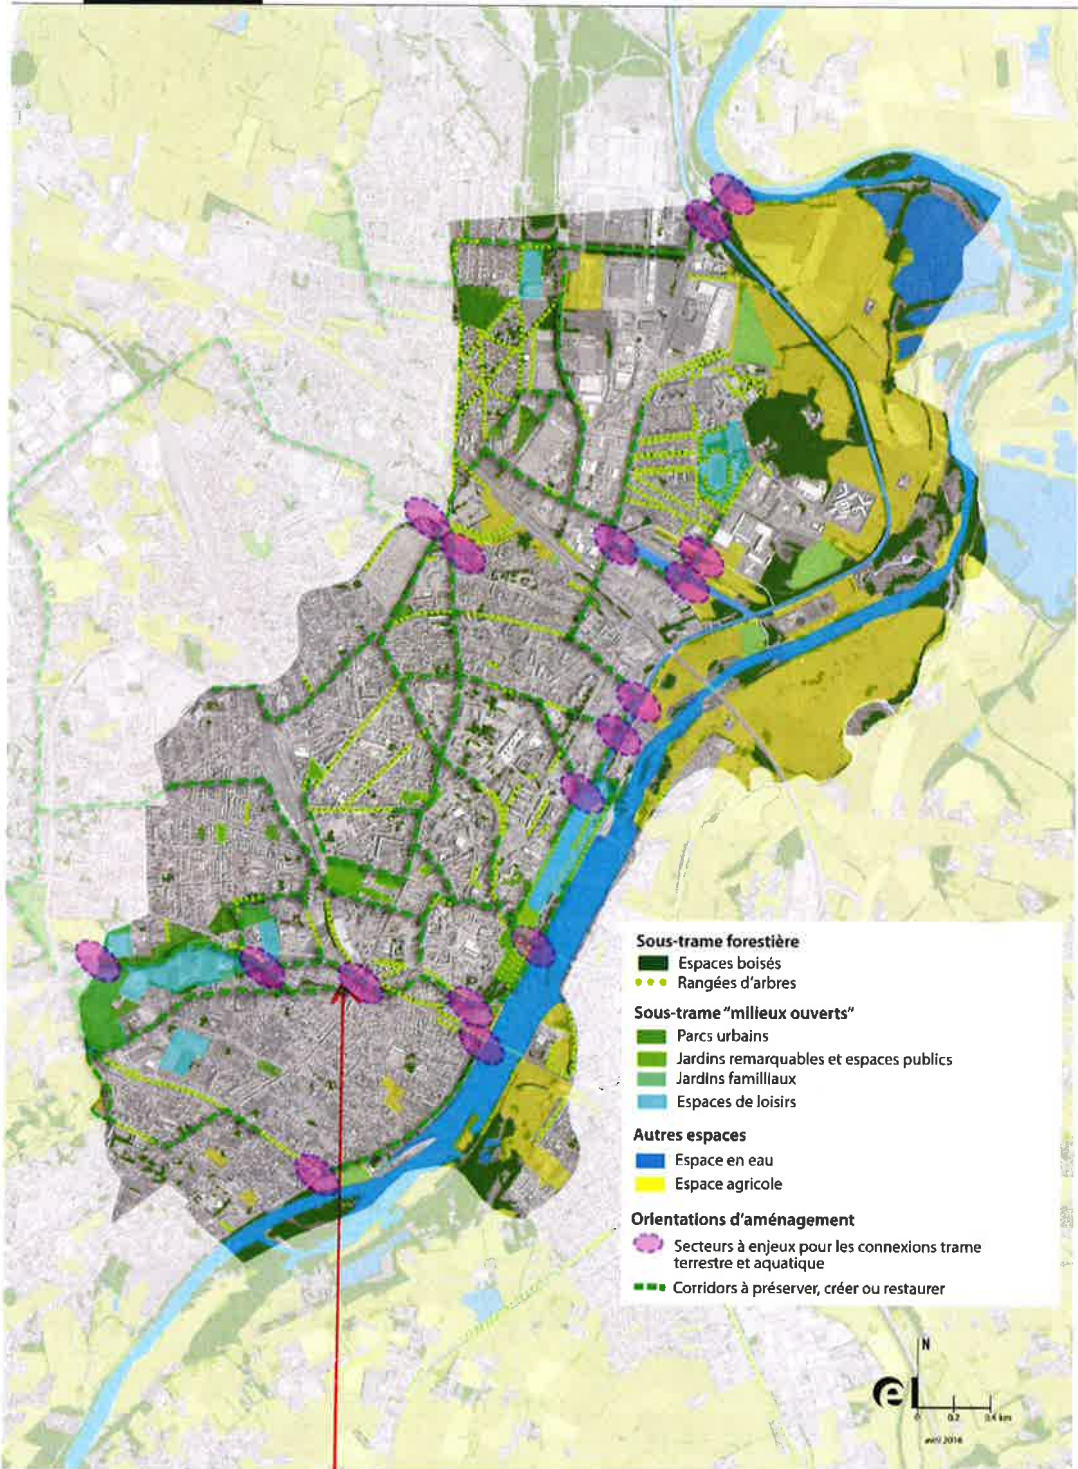 Sous-trame forestière
Espaces boisés
Rangées d'arbres
Sous-trame "milieux ouverts"
Parcs urbains
Jardins remarquables et espaces publics
Jardins familliaux
Espaces de loisirs
Autres espaces
Espace en eau
Espace agricole
Orientations d'aménagement
Secteurs à enjeux pour les connexions trame
terrestre et aquatique
Corridors à préserver, créer ou restaurer
N
0 0.2 0.4 km
avril 2016